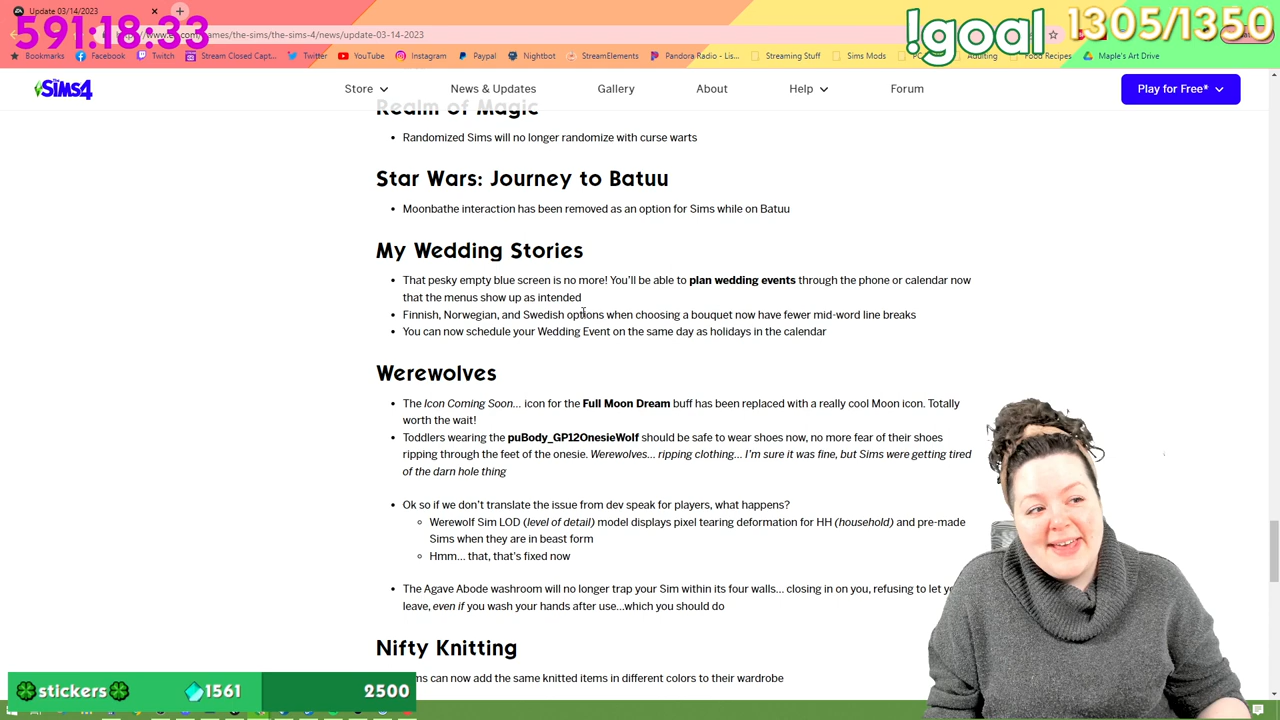 Update 03/14/2023
591:18:33
!goal
1305/1350
Bookmarks Facebook Twitch Stream Closed Capt... Twitter YouTube Instagram Paypal Nightbot StreamElements Pandora Radio - Lis... Streaming Stuff Sims Mods Auditing Food Recipes Maple's Art Drive
The Sims 4
Store News & Updates Gallery About Help Forum Play for Free*
Realm of Magic
• Randomized Sims will no longer randomize with curse warts
Star Wars: Journey to Batuu
• Moonbathe interaction has been removed as an option for Sims while on Batuu
My Wedding Stories
• That pesky empty blue screen is no more! You'll be able to plan wedding events through the phone or calendar now
that the menus show up as intended
• Finnish, Norwegian, and Swedish options when choosing a bouquet now have fewer mid-word line breaks
• You can now schedule your Wedding Event on the same day as holidays in the calendar
Werewolves
• The Icon Coming Soon... icon for the Full Moon Dream buff has been replaced with a really cool Moon icon. Totally
worth the wait!
• Toddlers wearing the puBody_GP12OnesieWolf should be safe to wear shoes now, no more fear of their shoes
ripping through the feet of the onesie. Werewolves... ripping clothing... I'm sure it was fine, but Sims were getting tired
of the darn hole thing
• Ok so if we don't translate the issue from dev speak for players, what happens?
Werewolf Sim LOD (level of detail) model displays pixel tearing deformation for HH (household) and pre-made
Sims when they are in beast form
Hmm... that, that's fixed now
• The Agave Abode washroom will no longer trap your Sim within its four walls... closing in on you, refusing to let
leave, even if you wash your hands after use...which you should do
Nifty Knitting
can now add the same knitted items in different colors to their wardrobe
stickers 1561 2500